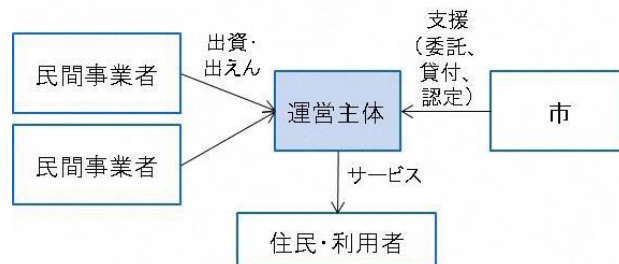 民間事業者
出資・
出えん
運営主体
支援
(委託、
貸付、
認定)
市
民間事業者
サービス
住民・利用者